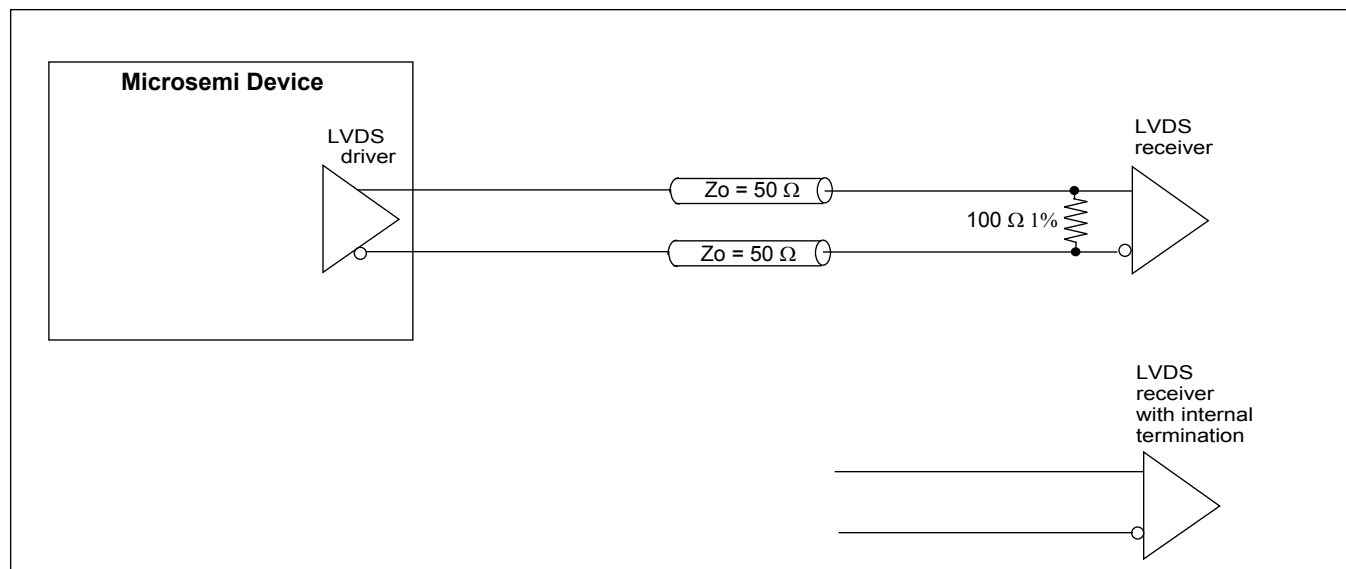 Microsemi Device
LVDS
driver
LVDS
receiver
Zo = 50 Ω
100 Ω 1%
Zo = 50 Ω
LVDS
receiver
with internal
termination